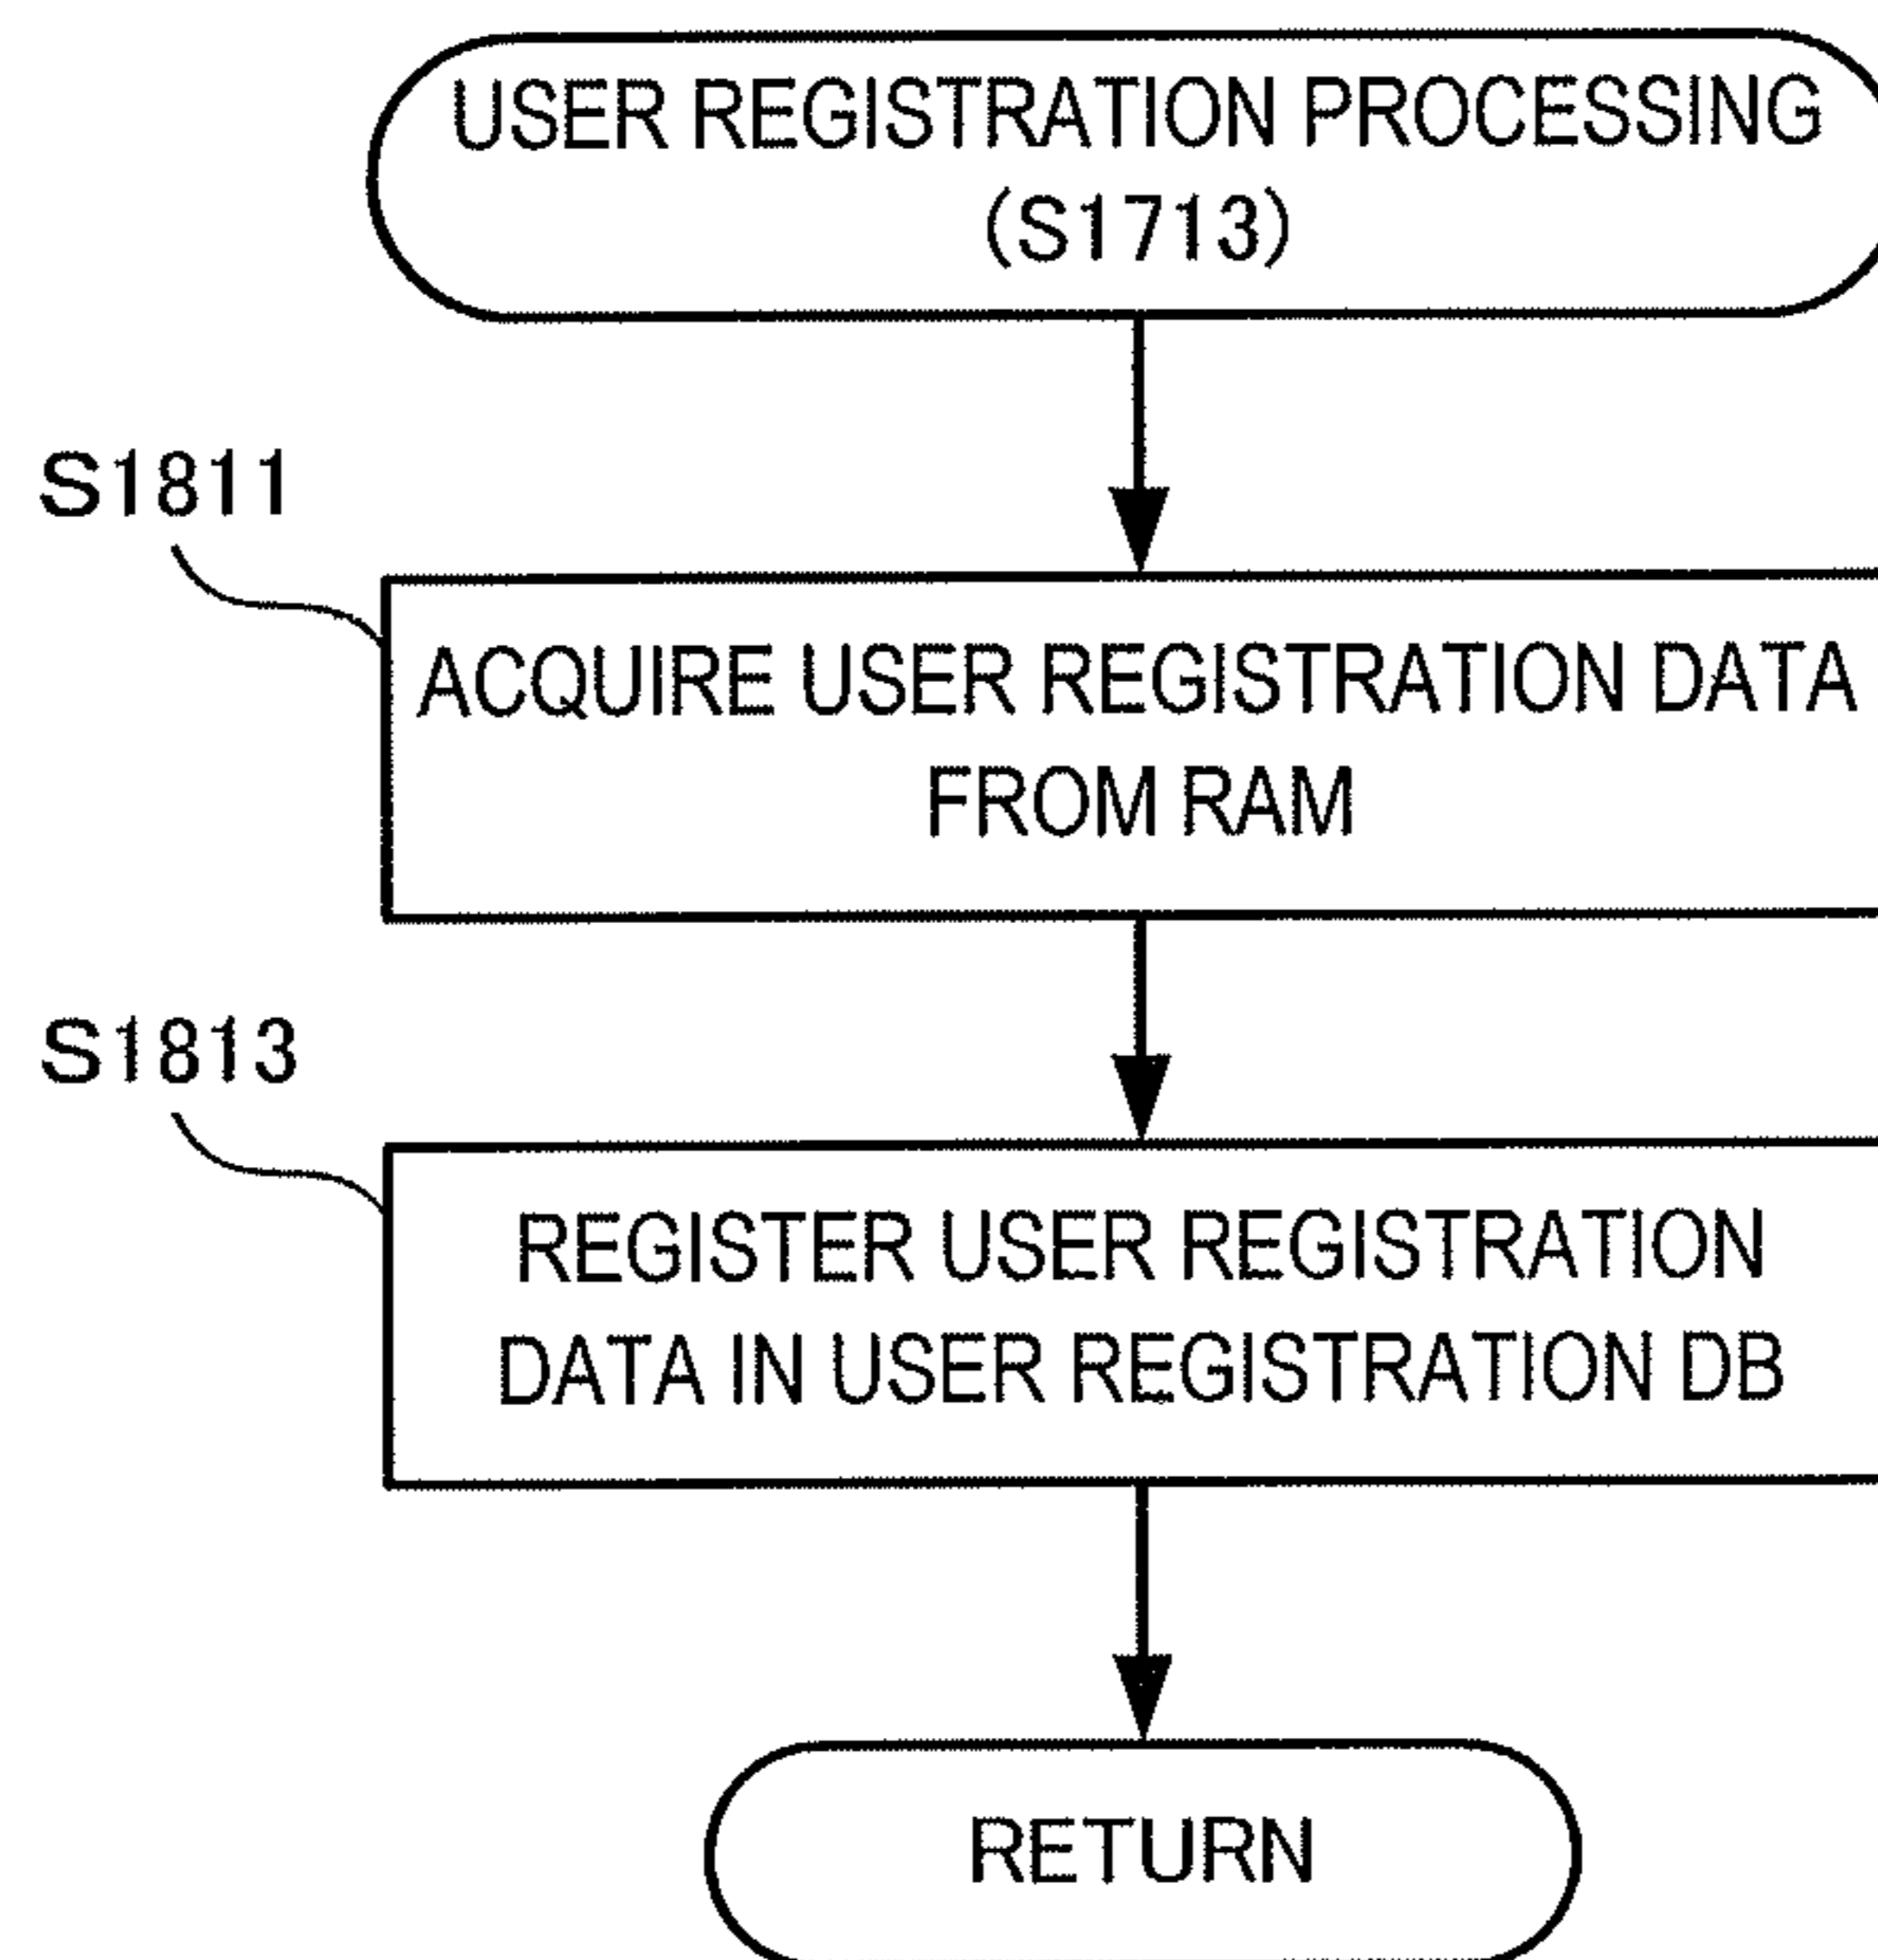 USER REGISTRATION PROCESSING
(S1713)
S1811
ACQUIRE USER REGISTRATION DATA
FROM RAM
S1813
REGISTER USER REGISTRATION
DATA IN USER REGISTRATION DB
RETURN